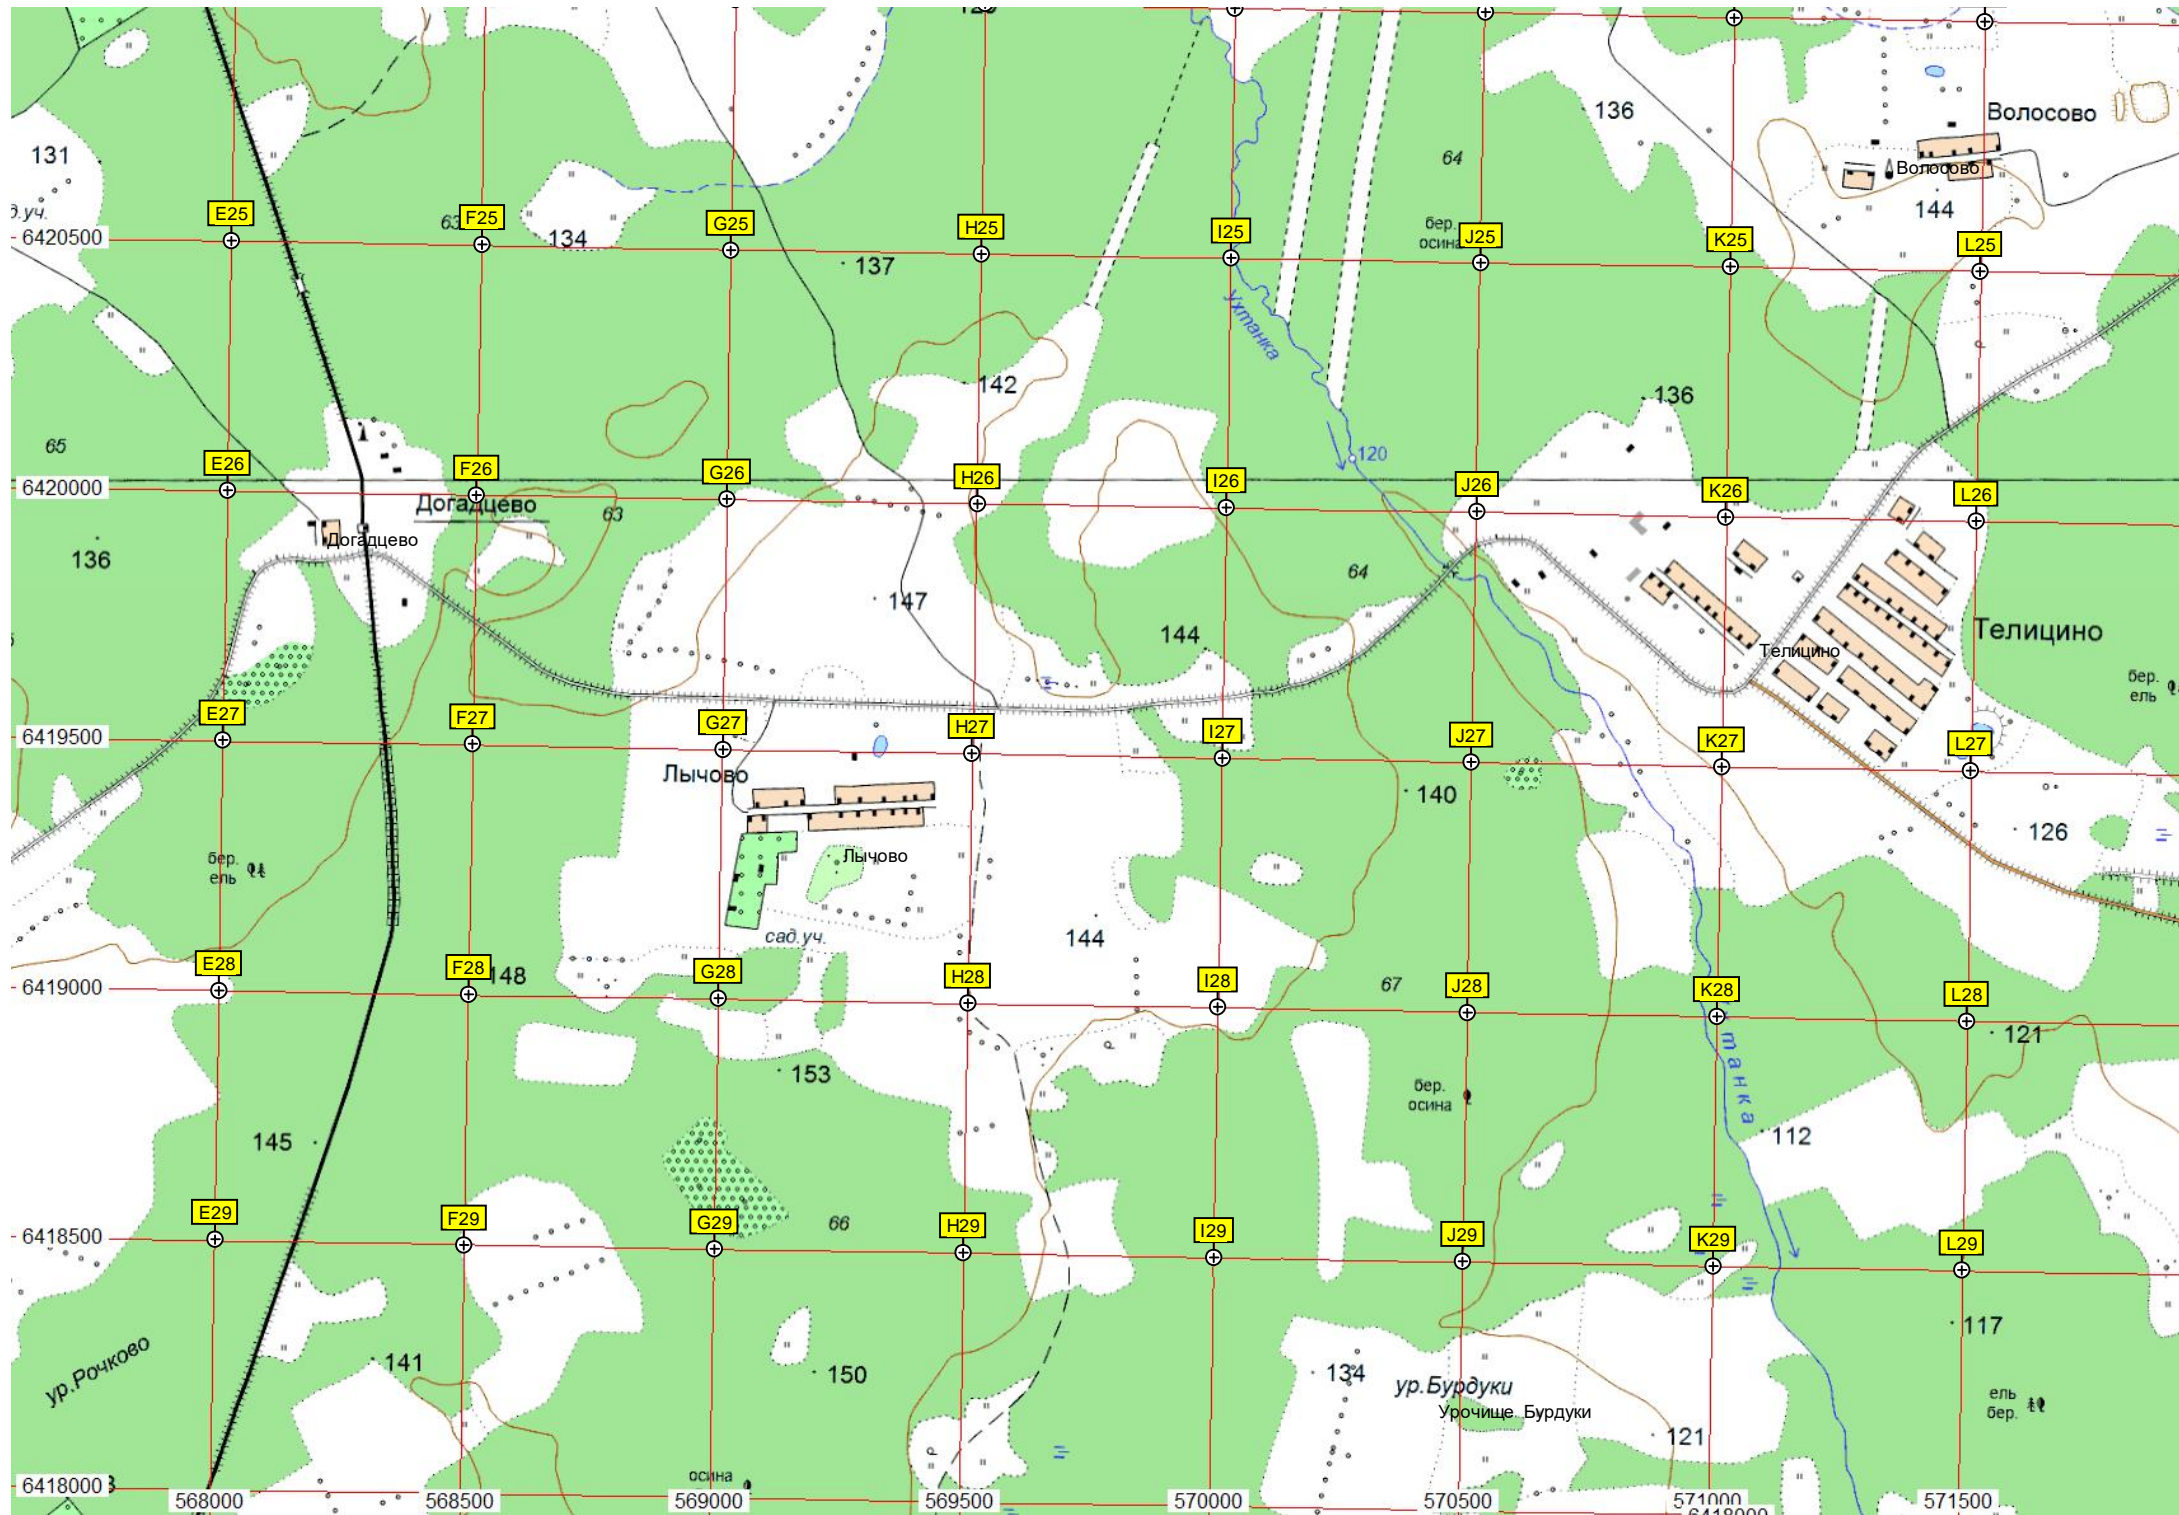 136
Волосово
131
64
Волосово
144
E25
63
F25
134
G25
H25
I25
бер.
осина
J25
K25
L25
6420500
137
Ухтанка
142
136
65
120
E26
F26
G26
H26
I26
J26
K26
L26
6420000
Догадцево
63
Догадцево
136
147
64
144
Телицино
Телицино
бер.
ель
E27
F27
G27
H27
I27
J27
K27
L27
6419500
Лычово
140
126
Лычово
бер.
ель
сад.уч.
144
E28
F28
148
G28
H28
I28
67
J28
K28
L28
6419000
121
153
бер.
осина
145
112
E29
F29
G29
66
H29
I29
J29
K29
L29
6418500
117
ур.Рочково
141
150
134
ур.Бурдуки
Урочище Бурдуки
ель
бер.
121
осина
6418000
568000
568500
569000
569500
570000
570500
571000
571500